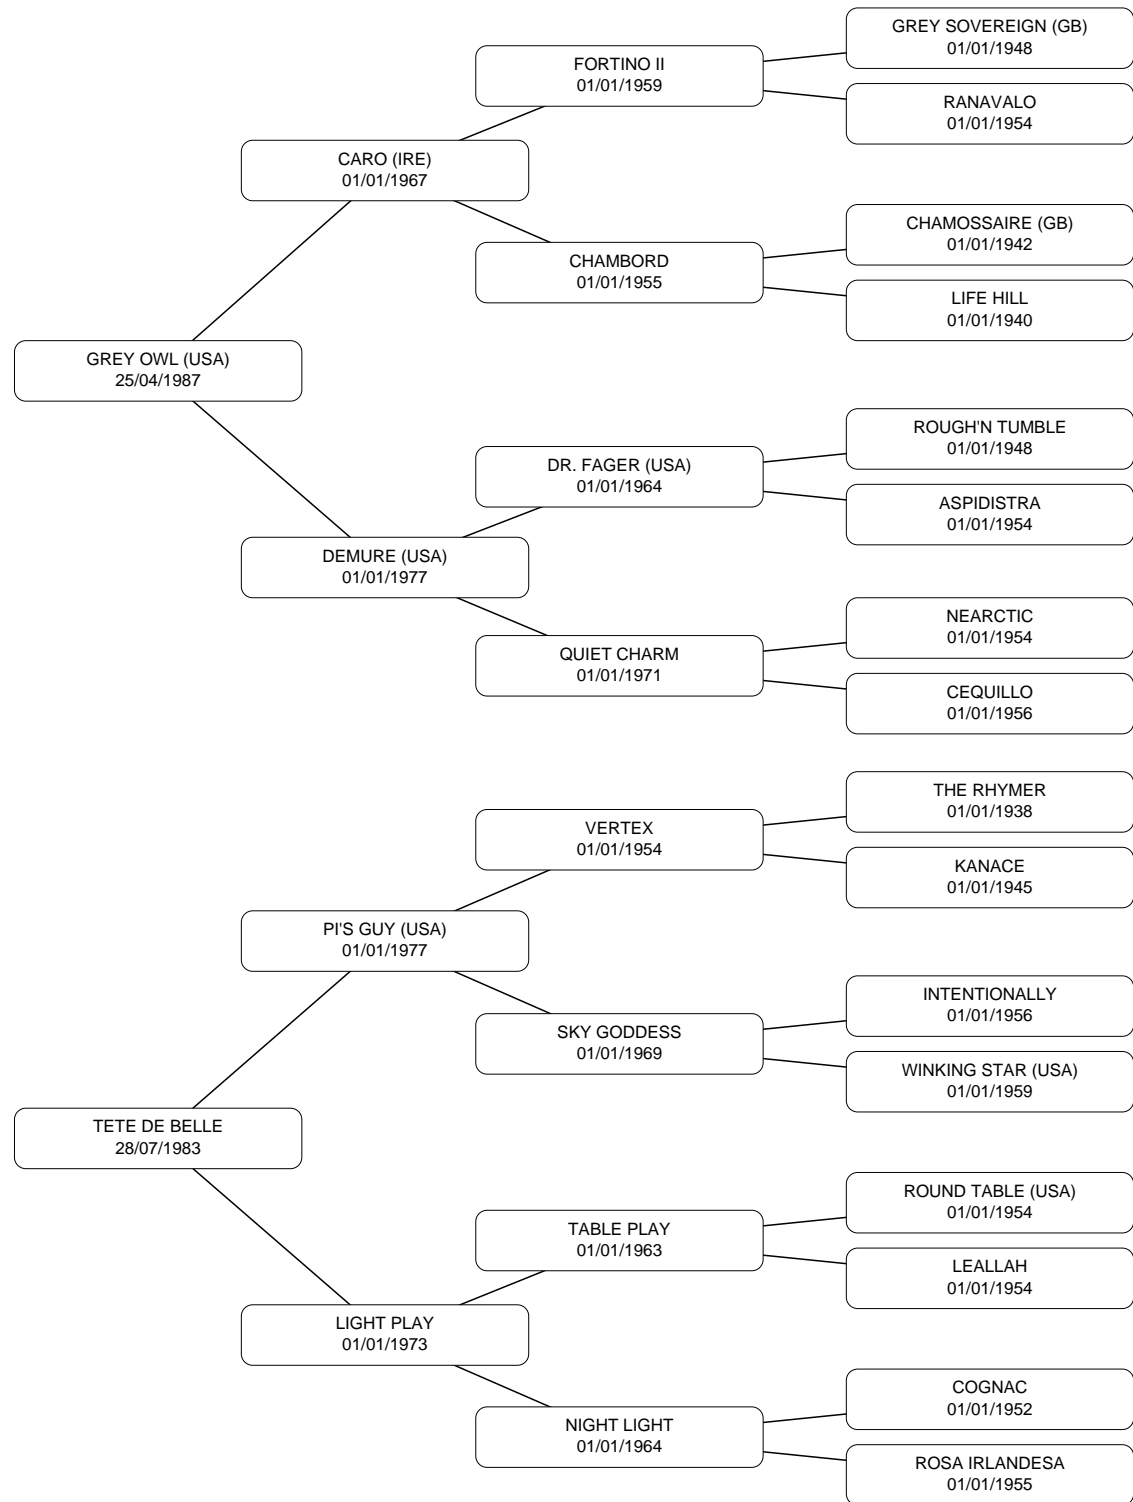 GREY SOVEREIGN (GB)
01/01/1948
FORTINO II
01/01/1959
RANAVALO
01/01/1954
CARO (IRE)
01/01/1967
CHAMOSSAIRE (GB)
01/01/1942
CHAMBORD
01/01/1955
LIFE HILL
01/01/1940
GREY OWL (USA)
25/04/1987
ROUGH'N TUMBLE
01/01/1948
DR. FAGER (USA)
01/01/1964
ASPIDISTRA
01/01/1954
DEMURE (USA)
01/01/1977
NEARCTIC
01/01/1954
QUIET CHARM
01/01/1971
CEQUILLO
01/01/1956
THE RHYMER
01/01/1938
VERTEX
01/01/1954
KANACE
01/01/1945
PI'S GUY (USA)
01/01/1977
INTENTIONALLY
01/01/1956
SKY GODDESS
01/01/1969
WINKING STAR (USA)
01/01/1959
TETE DE BELLE
28/07/1983
ROUND TABLE (USA)
01/01/1954
TABLE PLAY
01/01/1963
LEALLAH
01/01/1954
LIGHT PLAY
01/01/1973
COGNAC
01/01/1952
NIGHT LIGHT
01/01/1964
ROSA IRLANDESA
01/01/1955